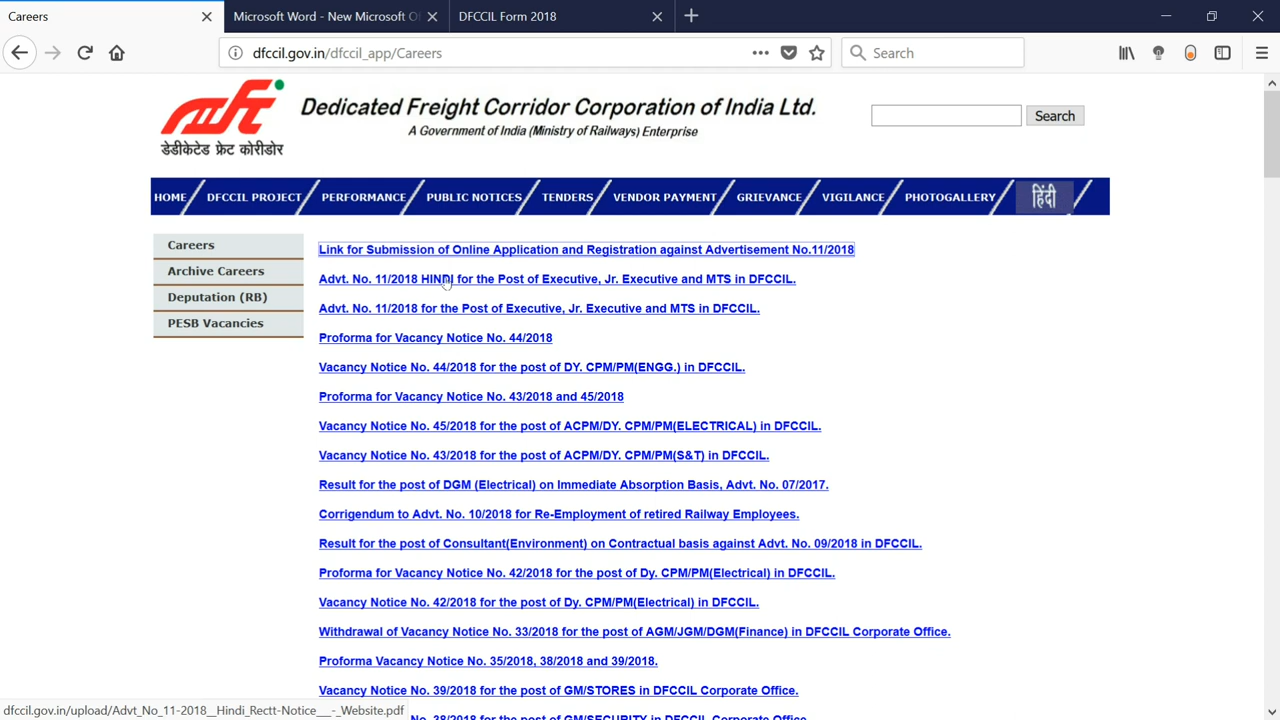 Careers
Microsoft Word - New Microsoft O
DFCCIL Form 2018
dfccil.gov.in/dfccil_app/Careers
Search
Dedicated Freight Corridor Corporation of India Ltd.
A Government of India (Ministry of Railways) Enterprise
डेडीकेटेड फ्रेट कोरीडोर
Search
HOME DFCCIL PROJECT PERFORMANCE PUBLIC NOTICES TENDERS VENDOR PAYMENT GRIEVANCE VIGILANCE PHOTOGALLERY हिंदी
Careers
Archive Careers
Deputation (RB)
PESB Vacancies
Link for Submission of Online Application and Registration against Advertisement No.11/2018
Advt. No. 11/2018 HINDI for the Post of Executive, Jr. Executive and MTS in DFCCIL.
Advt. No. 11/2018 for the Post of Executive, Jr. Executive and MTS in DFCCIL.
Proforma for Vacancy Notice No. 44/2018
Vacancy Notice No. 44/2018 for the post of DY. CPM/PM(ENGG.) in DFCCIL.
Proforma for Vacancy Notice No. 43/2018 and 45/2018
Vacancy Notice No. 45/2018 for the post of ACPM/DY. CPM/PM(ELECTRICAL) in DFCCIL.
Vacancy Notice No. 43/2018 for the post of ACPM/DY. CPM/PM(S&T) in DFCCIL.
Result for the post of DGM (Electrical) on Immediate Absorption Basis, Advt. No. 07/2017.
Corrigendum to Advt. No. 10/2018 for Re-Employment of retired Railway Employees.
Result for the post of Consultant(Environment) on Contractual basis against Advt. No. 09/2018 in DFCCIL.
Proforma for Vacancy Notice No. 42/2018 for the post of Dy. CPM/PM(Electrical) in DFCCIL.
Vacancy Notice No. 42/2018 for the post of Dy. CPM/PM(Electrical) in DFCCIL.
Withdrawal of Vacancy Notice No. 33/2018 for the post of AGM/JGM/DGM(Finance) in DFCCIL Corporate Office.
Proforma Vacancy Notice No. 35/2018, 38/2018 and 39/2018.
Vacancy Notice No. 39/2018 for the post of GM/STORES in DFCCIL Corporate Office.
No. 38/2018 for the post of GM/SECURITY in DFCCIL Corporate Office.
dfccil.gov.in/upload/Advt_No_11-2018__Hindi_Rectt-Notice___-_Website.pdf